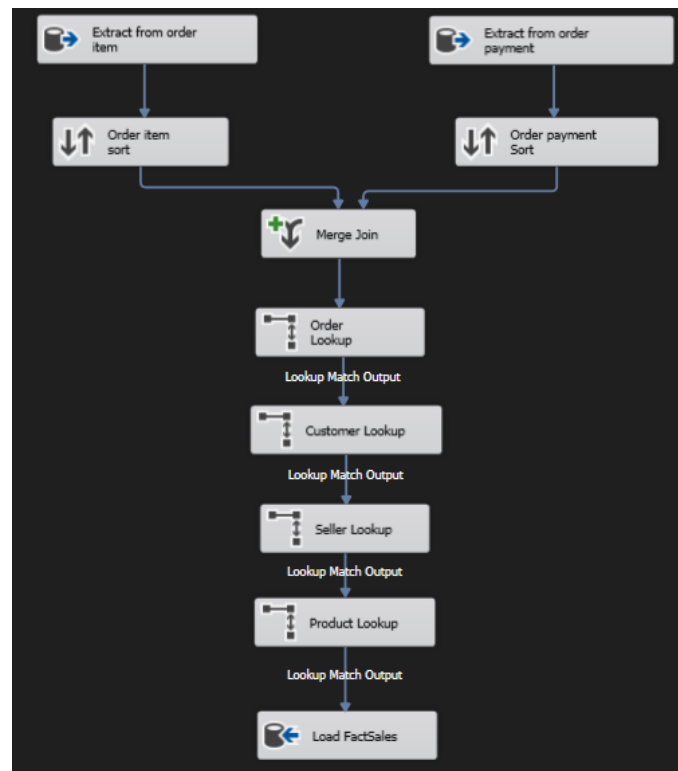 Extract from order
item
Extract from order
payment
Order item
sort
Order payment
Sort
Merge Join
Order
Lookup
Lookup Match Output
Customer Lookup
Lookup Match Output
Seller Lookup
Lookup Match Output
Product Lookup
Lookup Match Output
Load FactSales